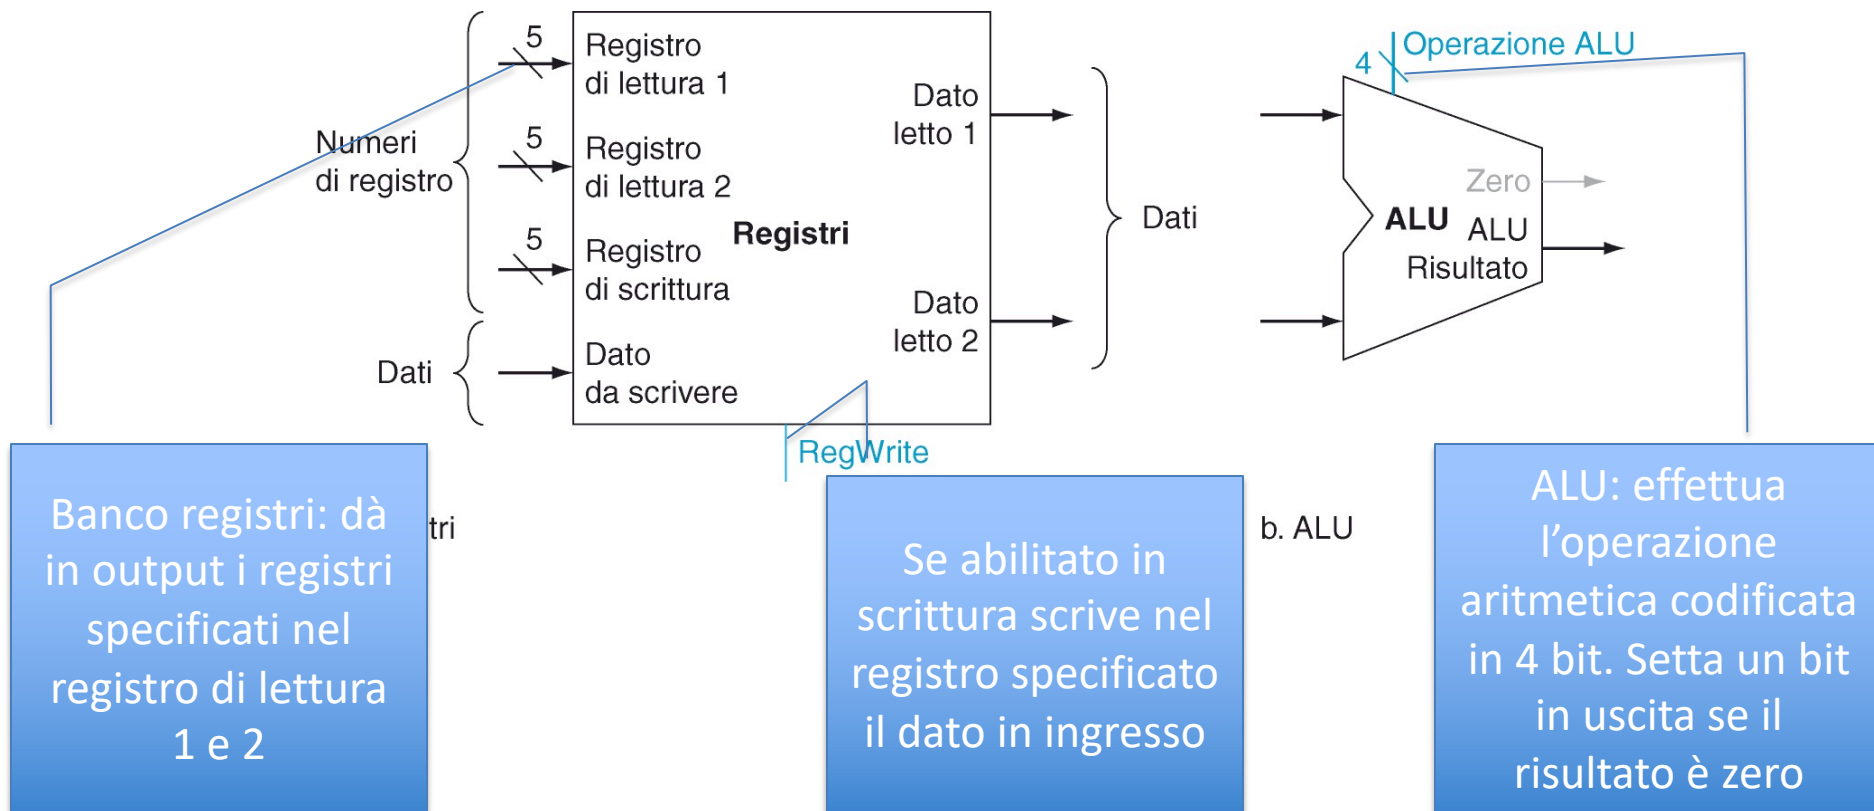 5
Registro
di lettura 1
5
Registro
di lettura 2
5
Registro
di scrittura
Dato
da scrivere
Numeri
di registro
Dati
Registri
Dato
letto 1
Dato
letto 2
RegWrite
Dati
4
Operazione ALU
Zero
ALU
ALU
Risultato
tri
b. ALU
Banco registri: dà
in output i registri
specificati nel
registro di lettura
1 e 2
Se abilitato in
scrittura scrive nel
registro specificato
il dato in ingresso
ALU: effettua
l’operazione
aritmetica codificata
in 4 bit. Setta un bit
in uscita se il
risultato è zero